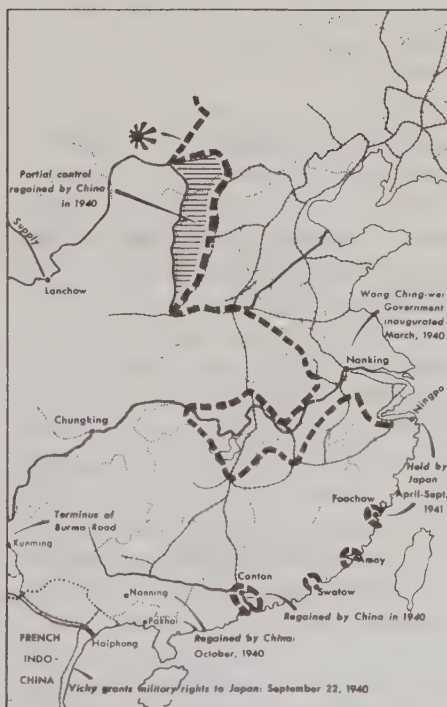 Partial control
regained by China
in 1940
Supply
Lanchow
Wang Ching-wei
Government
inaugurated
March, 1940
Nanking
Ningpo
Chungking
Held by
Japan
April-Sept.
1941
Foochow
Terminus of
Burma Road
Kunming
Amoy
Canton
Swatow
Nanning
Regained by China in 1940
Pakhoi
Regained by China:
October, 1940
FRENCH
INDO-
CHINA
Haiphong
Vichy grants military rights to Japan: September 22, 1940